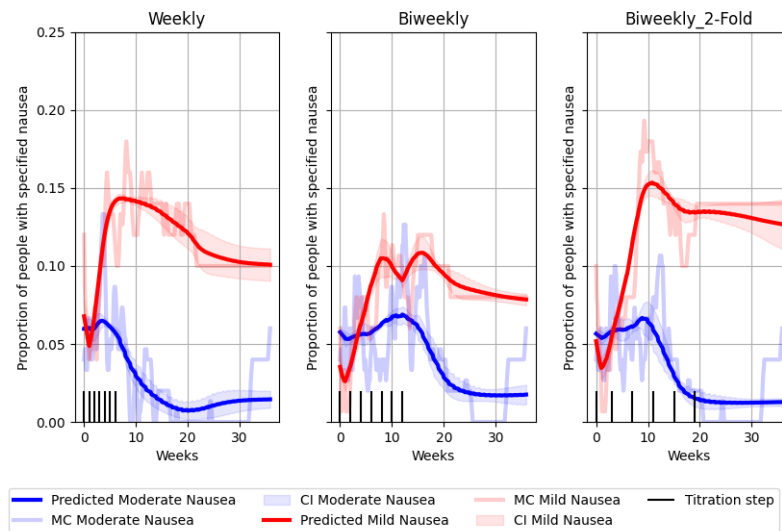 Weekly
Biweekly
Biweekly_2-Fold
Proportion of people with specified nausea
0.25
0.20
0.15
0.10
0.05
0.00
0
10
20
30
Weeks
Proportion of people with specified nausea
0
10
20
30
Weeks
Proportion of people with specified nausea
0
10
20
30
Weeks
Predicted Moderate Nausea
MC Moderate Nausea
CI Moderate Nausea
Predicted Mild Nausea
MC Mild Nausea
CI Mild Nausea
Titration step